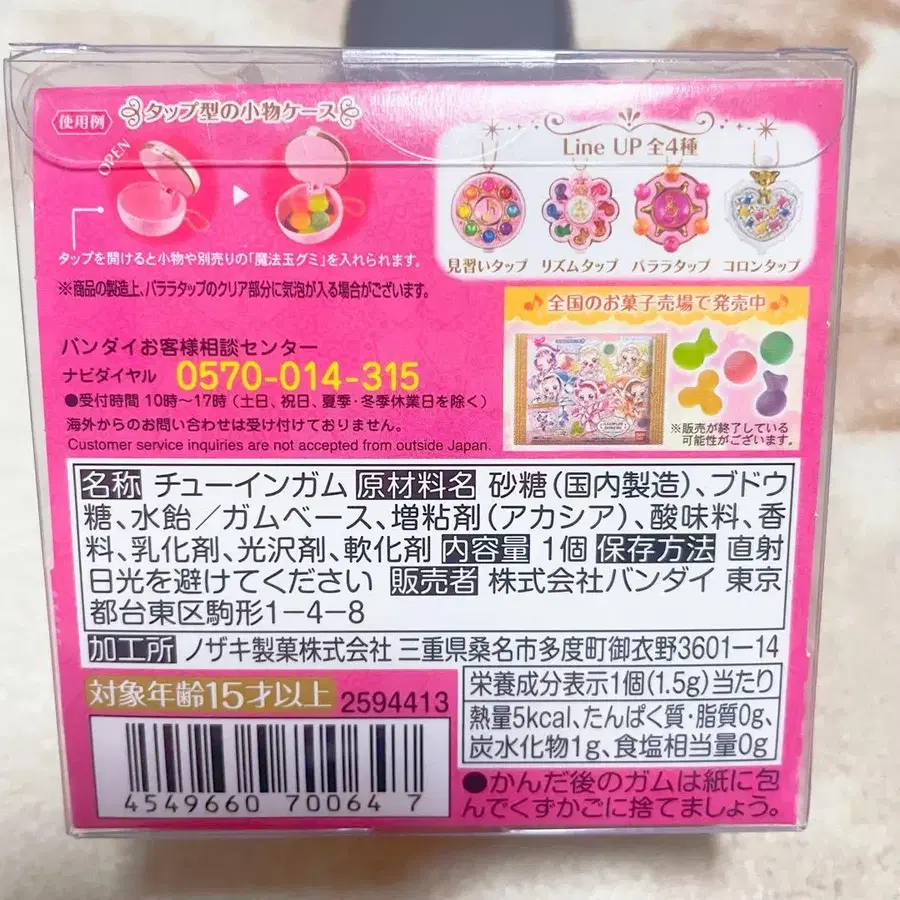 使用例 タップ型の小物ケース
OPEN
タップを開けると小物や別売りの「魔法玉グミ」を入れられます。
※商品の製造上、パララタップのクリア部分に気泡が入る場合がございます。
Line UP 全4種
見習いタップ リズムタップ パララタップ コロンタップ
全国のお菓子売場で発売中
※販売が終了している
可能性がございます。
バンダイお客様相談センター
ナビダイヤル 0570-014-315
●受付時間 10時〜17時(土日、祝日、夏季・冬季休業日を除く)
海外からのお問い合わせは受け付けておりません。
Customer service inquiries are not accepted from outside Japan.
名称 チューインガム 原材料名 砂糖(国内製造)、ブドウ
糖、水飴/ガムベース、増粘剤(アカシア)、酸味料、香
料、乳化剤、光沢剤、軟化剤 内容量 1個 保存方法 直射
日光を避けてください 販売者 株式会社バンダイ 東京
都台東区駒形1-4-8
加工所 ノザキ製菓株式会社 三重県桑名市多度町御衣野3601-14
対象年齢15才以上 2594413
4549660 700647
栄養成分表示1個(1.5g)当たり
熱量5kcal、たんぱく質・脂質0g、
炭水化物1g、食塩相当量0g
●かんだ後のガムは紙に包
んでくずかごに捨てましょう。